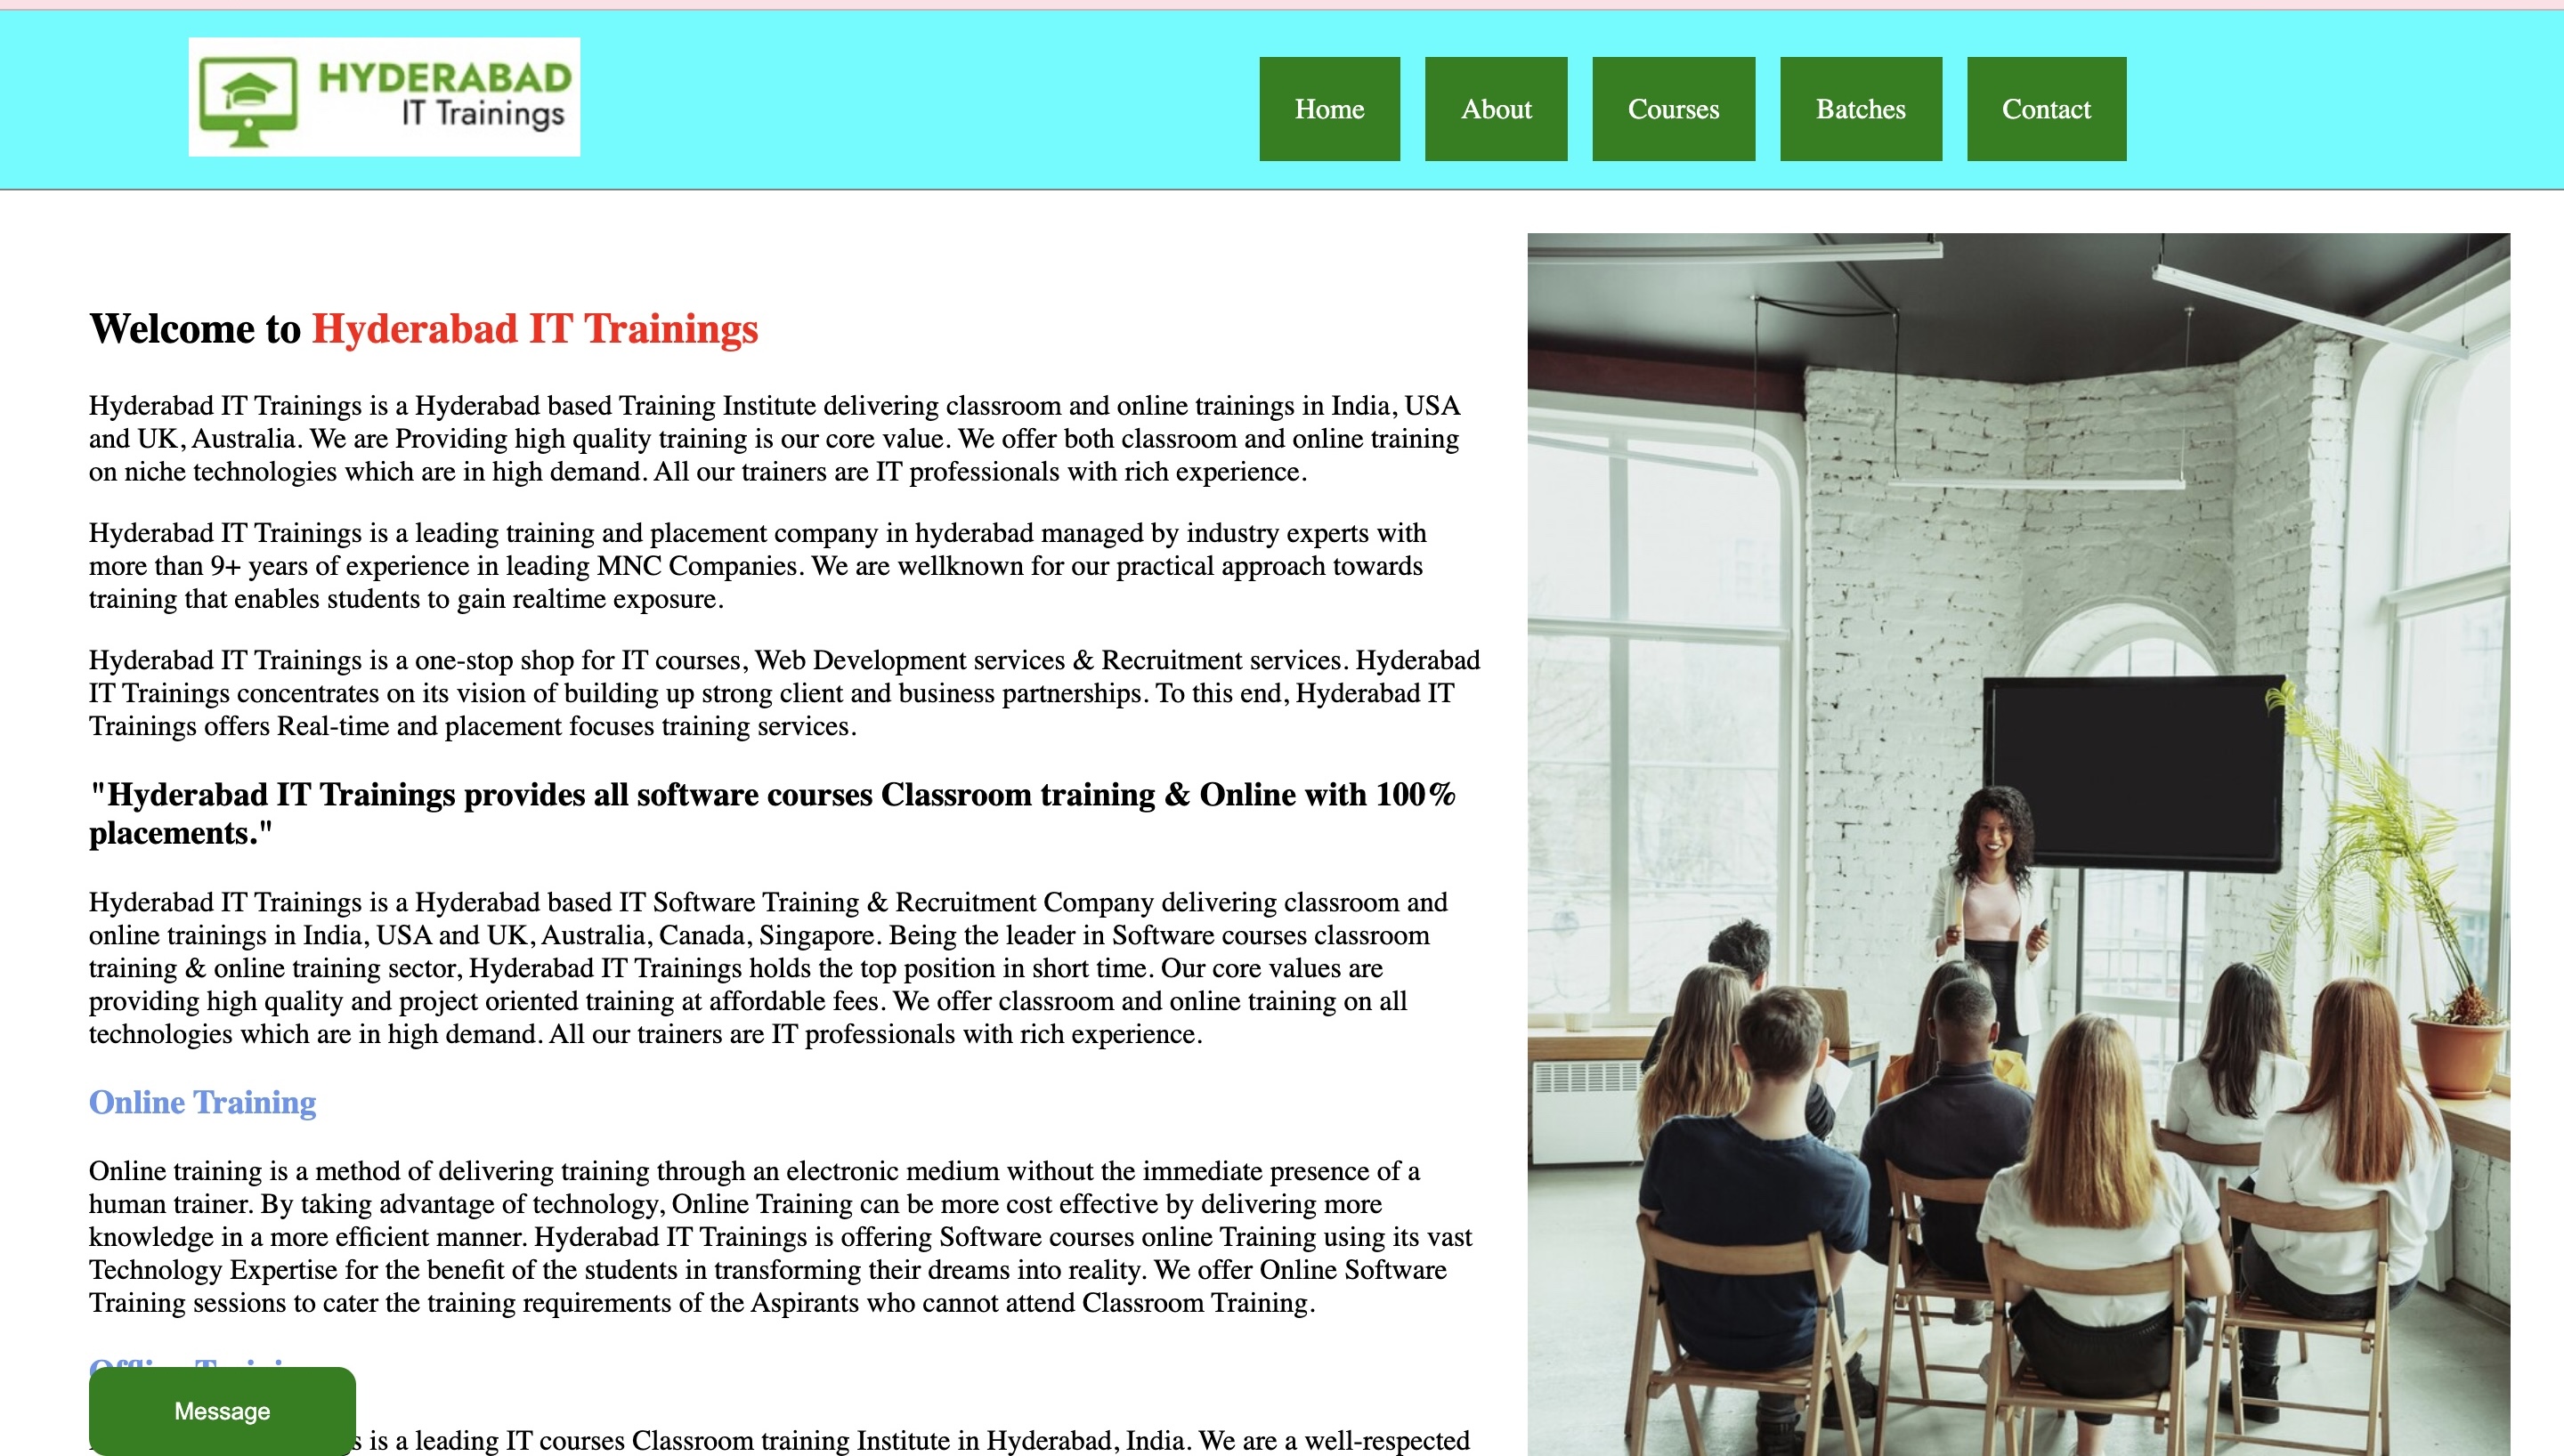 HYDERABAD
IT Trainings
Home
About
Courses
Batches
Contact
Welcome to Hyderabad IT Trainings
Hyderabad IT Trainings is a Hyderabad based Training Institute delivering classroom and online trainings in India, USA
and UK, Australia. We are Providing high quality training is our core value. We offer both classroom and online training
on niche technologies which are in high demand. All our trainers are IT professionals with rich experience.
Hyderabad IT Trainings is a leading training and placement company in hyderabad managed by industry experts with
more than 9+ years of experience in leading MNC Companies. We are wellknown for our practical approach towards
training that enables students to gain realtime exposure.
Hyderabad IT Trainings is a one-stop shop for IT courses, Web Development services & Recruitment services. Hyderabad
IT Trainings concentrates on its vision of building up strong client and business partnerships. To this end, Hyderabad IT
Trainings offers Real-time and placement focuses training services.
"Hyderabad IT Trainings provides all software courses Classroom training & Online with 100%
placements."
Hyderabad IT Trainings is a Hyderabad based IT Software Training & Recruitment Company delivering classroom and
online trainings in India, USA and UK, Australia, Canada, Singapore. Being the leader in Software courses classroom
training & online training sector, Hyderabad IT Trainings holds the top position in short time. Our core values are
providing high quality and project oriented training at affordable fees. We offer classroom and online training on all
technologies which are in high demand. All our trainers are IT professionals with rich experience.
Online Training
Online training is a method of delivering training through an electronic medium without the immediate presence of a
human trainer. By taking advantage of technology, Online Training can be more cost effective by delivering more
knowledge in a more efficient manner. Hyderabad IT Trainings is offering Software courses online Training using its vast
Technology Expertise for the benefit of the students in transforming their dreams into reality. We offer Online Software
Training sessions to cater the training requirements of the Aspirants who cannot attend Classroom Training.
Message
is a leading IT courses Classroom training Institute in Hyderabad, India. We are a well-respected